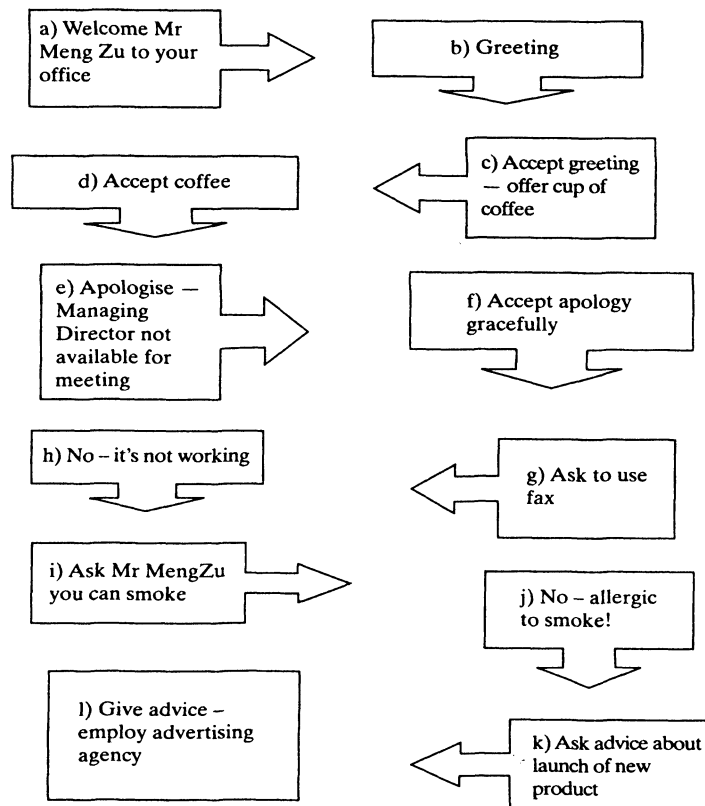 a) Welcome Mr
Meng Zu to your
office
b) Greeting
c) Accept greeting
— offer cup of
coffee
d) Accept coffee
e) Apologise —
Managing
Director not
available for
meeting
f) Accept apology
gracefully
g) Ask to use
fax
h) No – it's not working
i) Ask Mr MengZu
you can smoke
j) No – allergic
to smoke!
k) Ask advice about
launch of new
product
l) Give advice –
employ advertising
agency